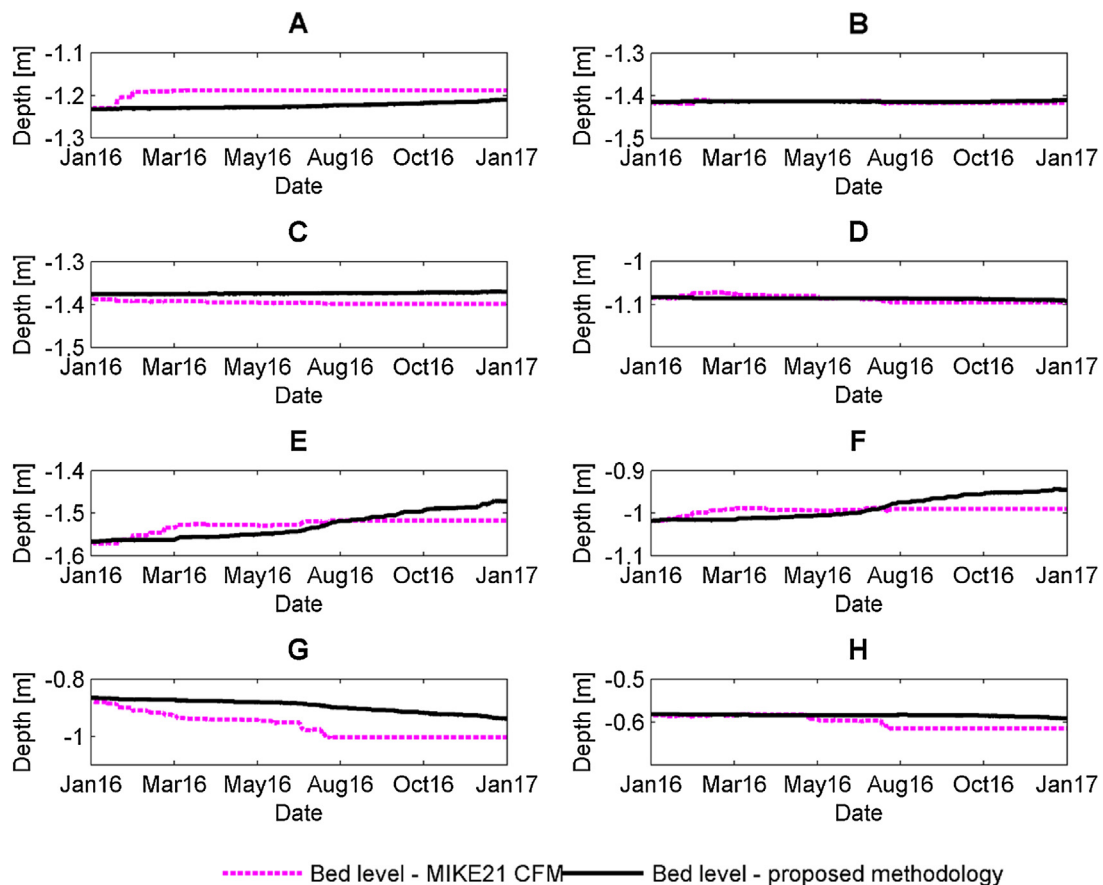 A
B
Depth [m]
-1.1
-1.2
-1.3
Jan16 Mar16 May16 Aug16 Oct16 Jan17
Date
Depth [m]
-1.3
-1.4
-1.5
Jan16 Mar16 May16 Aug16 Oct16 Jan17
Date
C
D
Depth [m]
-1.3
-1.4
-1.5
Jan16 Mar16 May16 Aug16 Oct16 Jan17
Date
Depth [m]
-1
-1.1
Jan16 Mar16 May16 Aug16 Oct16 Jan17
Date
E
F
Depth [m]
-1.4
-1.5
-1.6
Jan16 Mar16 May16 Aug16 Oct16 Jan17
Date
Depth [m]
-0.9
-1
-1.1
Jan16 Mar16 May16 Aug16 Oct16 Jan17
Date
G
H
Depth [m]
-0.8
-1
Jan16 Mar16 May16 Aug16 Oct16 Jan17
Date
Depth [m]
-0.5
-0.6
Jan16 Mar16 May16 Aug16 Oct16 Jan17
Date
Bed level - MIKE21 CFM
Bed level - proposed methodology